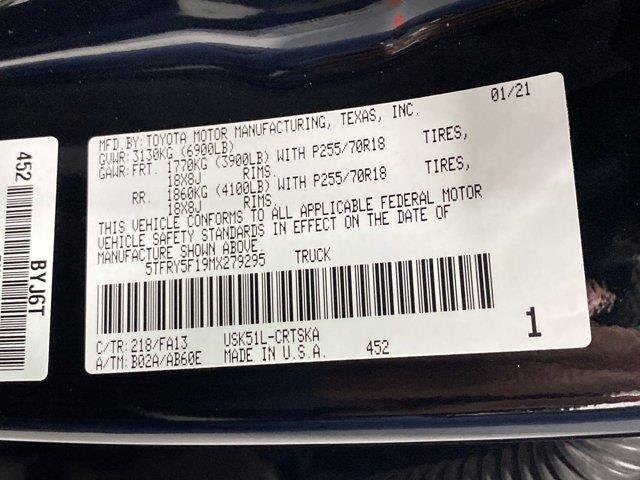 01/21
MFD.BY:TOYOTA MOTOR MANUFACTURING, TEXAS, INC.
GVWR:3130KG (6900LB)
GAWR:FRT. 1770KG (3900LB) WITH P255/70R18 TIRES,
18X8J RIMS.
RR. 1860KG (4100LB) WITH P255/70R18 TIRES,
18X8J RIMS.
THIS VEHICLE CONFORMS TO ALL APPLICABLE FEDERAL MOTOR
VEHICLE SAFETY STANDARDS IN EFFECT ON THE DATE OF
MANUFACTURE SHOWN ABOVE.
5TFRY5F19MX279295 TRUCK
C/TR:218/FA13 USK51L-CRTSKA
A/TM:B02A/AB60E MADE IN U.S.A. 452
1
452
BYJ6T